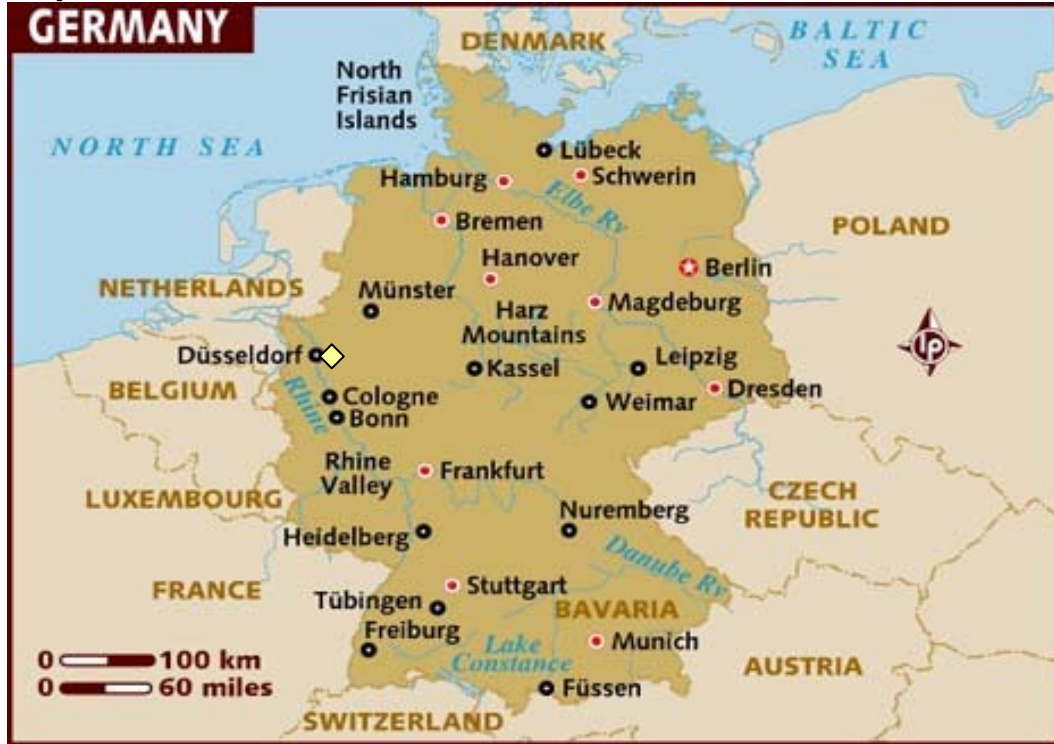 GERMANY
DENMARK
BALTIC
SEA
North
Frisian
Islands
NORTH SEA
Lübeck
Hamburg
Schwerin
Elbe Rv
Bremen
POLAND
Hanover
Berlin
NETHERLANDS
Münster
Harz
Mountains
Magdeburg
LP
Düsseldorf
Kassel
Leipzig
BELGIUM
Rhine
Cologne
Weimar
Dresden
Bonn
Rhine
Valley
Frankfurt
LUXEMBOURG
CZECH
REPUBLIC
Nuremberg
Heidelberg
Danube Rv
FRANCE
Stuttgart
Tübingen
BAVARIA
Freiburg
Lake
Constance
Munich
0 100 km
0 60 miles
AUSTRIA
Füssen
SWITZERLAND